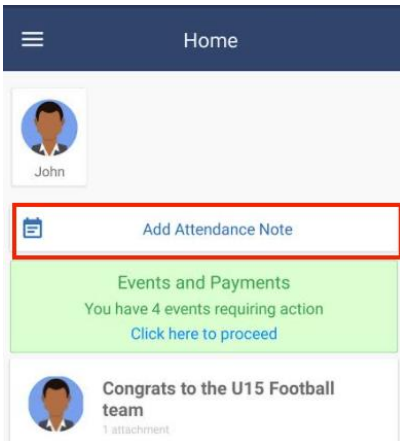 Home
John
Add Attendance Note
Events and Payments
You have 4 events requiring action
Click here to proceed
Congrats to the U15 Football
team
1 attachment